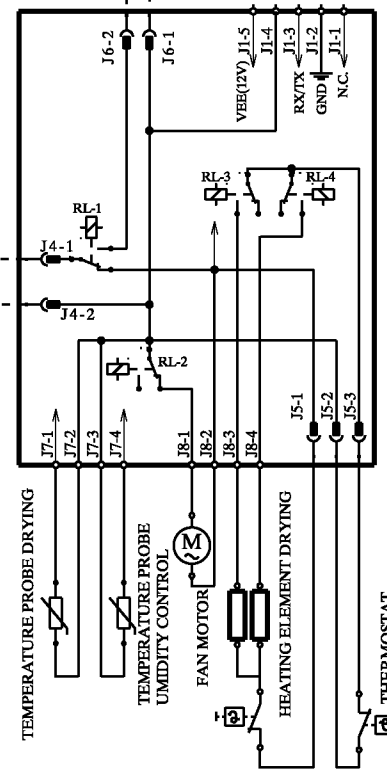 J6-2
J6-1
J1-5
J1-4
J1-3
J1-2
J1-1
VEE(12V)
RX/TX
GND
N.C.
RL-3
RL-4
RL-1
J4-1
J4-2
RL-2
J5-1
J5-2
J5-3
J7-1
J7-2
J7-3
J7-4
J8-1
J8-2
J8-3
J8-4
M
TEMPERATURE PROBE DRYING
TEMPERATURE PROBE
UMIDITY CONTROL
FAN MOTOR
HEATING ELEMENT DRYING
THERMOSTAT